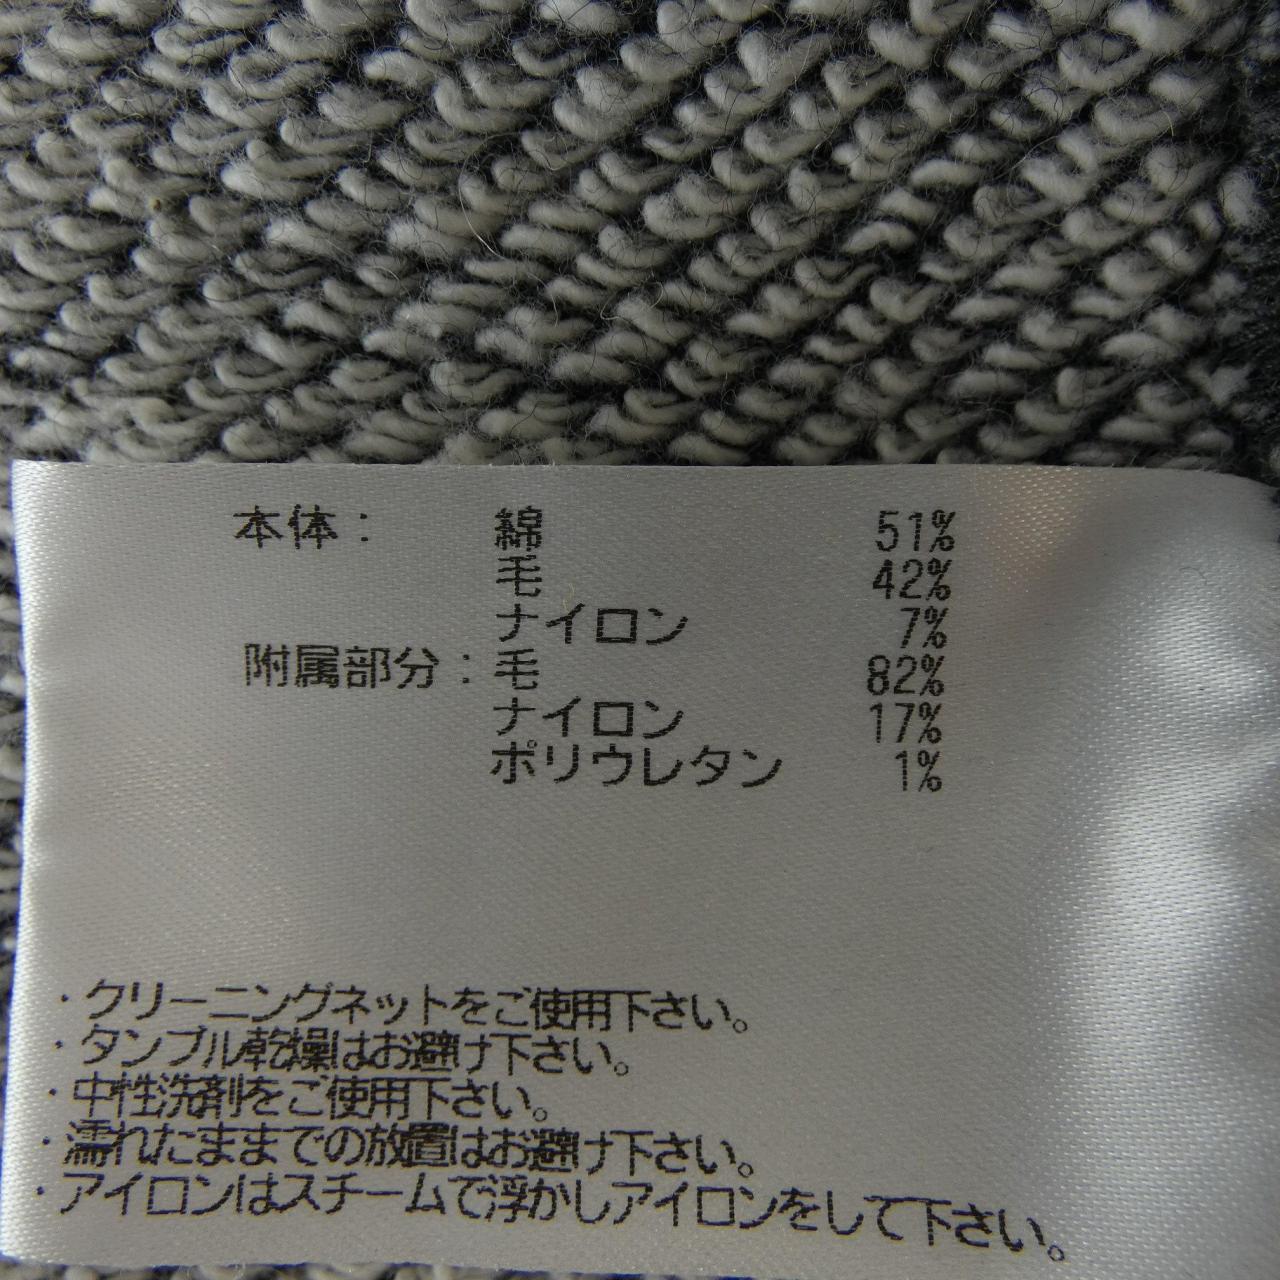 本体： 綿 51%
毛 42%
ナイロン 7%
附属部分：毛 82%
ナイロン 17%
ポリウレタン 1%
・クリーニングネットをご使用下さい。
・タンブル乾燥はお避け下さい。
・中性洗剤をご使用下さい。
・濡れたままでの放置はお避け下さい。
・アイロンはスチームで浮かしアイロンをして下さい。